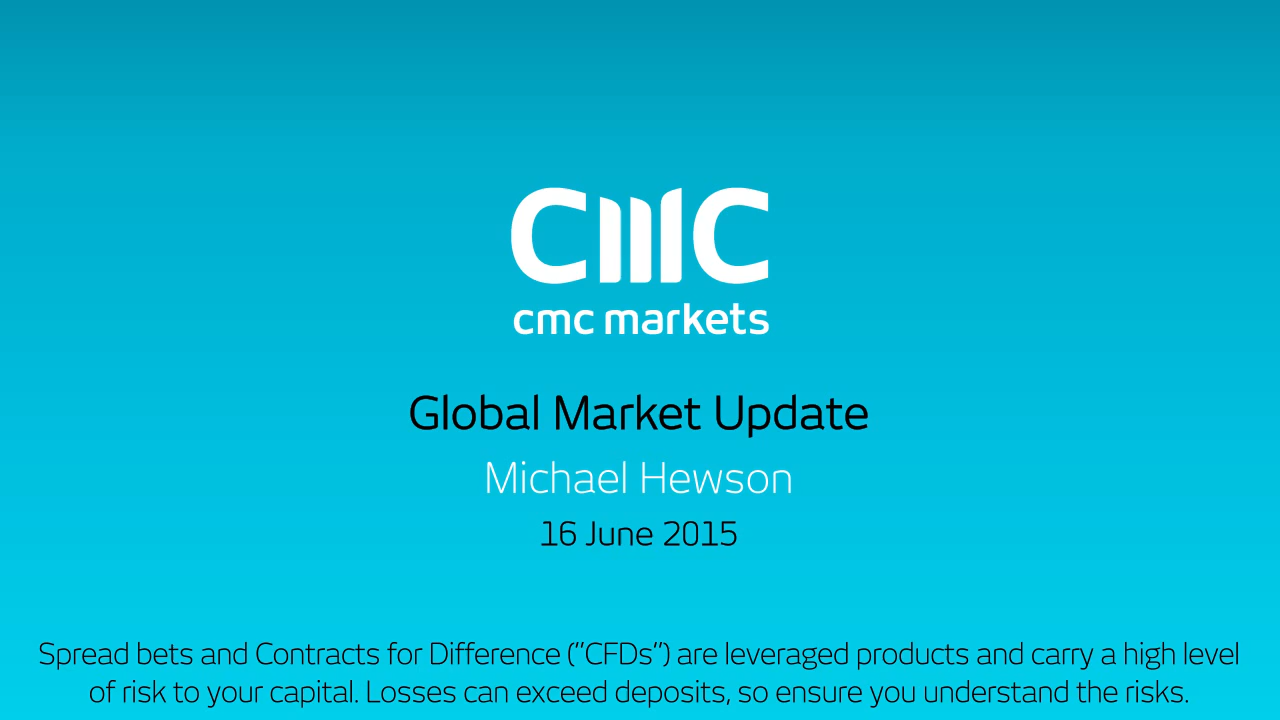 CMC
cmc markets
Global Market Update
Michael Hewson
16 June 2015
Spread bets and Contracts for Difference (“CFDs”) are leveraged products and carry a high level
of risk to your capital. Losses can exceed deposits, so ensure you understand the risks.